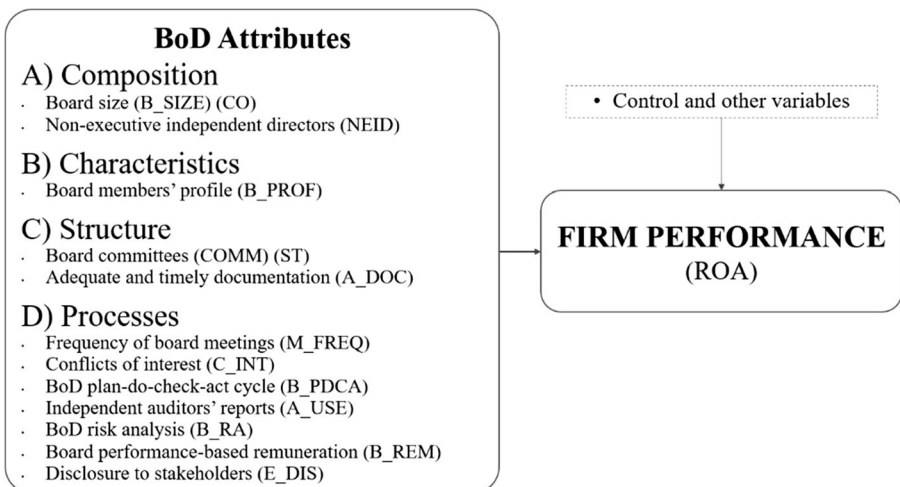 BoD Attributes
A) Composition
· Board size (B_SIZE) (CO)
· Non-executive independent directors (NEID)
B) Characteristics
· Board members' profile (B_PROF)
C) Structure
· Board committees (COMM) (ST)
· Adequate and timely documentation (A_DOC)
D) Processes
· Frequency of board meetings (M_FREQ)
· Conflicts of interest (C_INT)
· BoD plan-do-check-act cycle (B_PDCA)
· Independent auditors' reports (A_USE)
· BoD risk analysis (B_RA)
· Board performance-based remuneration (B_REM)
· Disclosure to stakeholders (E_DIS)
• Control and other variables
FIRM PERFORMANCE
(ROA)